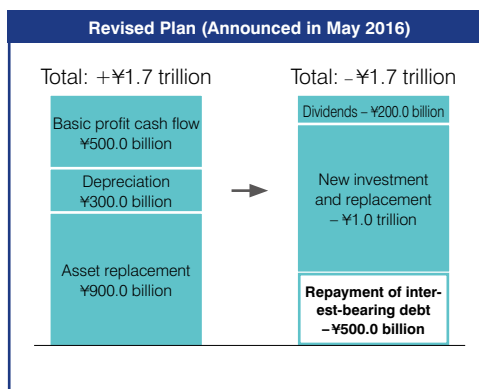 Revised Plan (Announced in May 2016)
Total: +¥1.7 trillion
Basic profit cash flow
¥500.0 billion
Depreciation
¥300.0 billion
Asset replacement
¥900.0 billion
Total: –¥1.7 trillion
Dividends – ¥200.0 billion
New investment
and replacement
– ¥1.0 trillion
Repayment of inter-
est-bearing debt
–¥500.0 billion